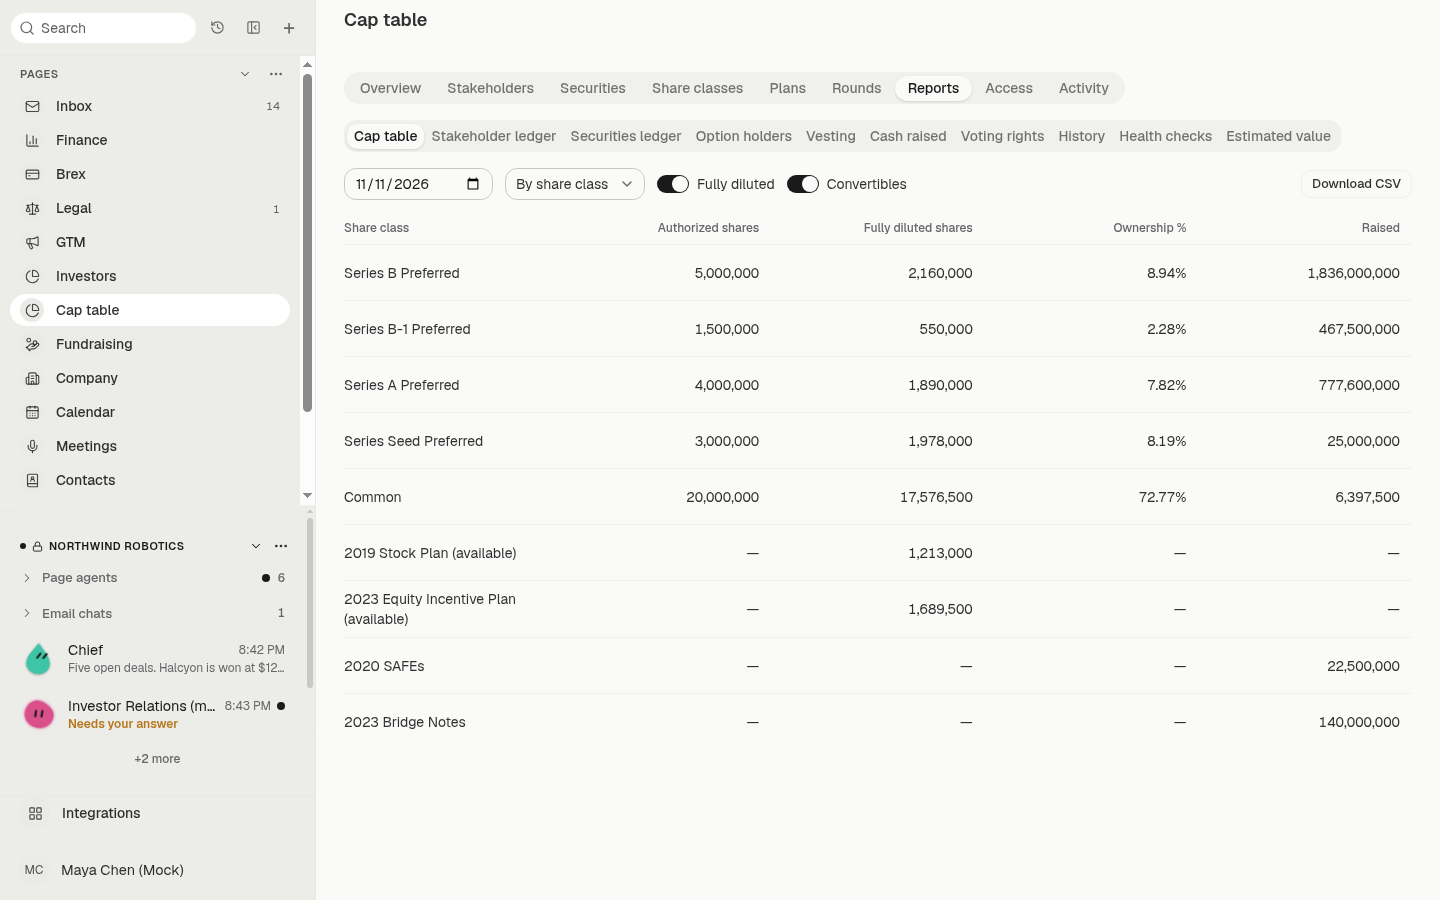 Search
PAGES
Inbox 14
Finance
Brex
Legal 1
GTM
Investors
Cap table
Fundraising
Company
Calendar
Meetings
Contacts
NORTHWIND ROBOTICS
Page agents 6
Email chats 1
Chief 8:42 PM
Five open deals. Halcyon is won at $12…
Investor Relations (m… 8:43 PM
Needs your answer
+2 more
Integrations
MC Maya Chen (Mock)
Cap table
Overview Stakeholders Securities Share classes Plans Rounds Reports Access Activity
Cap table Stakeholder ledger Securities ledger Option holders Vesting Cash raised Voting rights History Health checks Estimated value
11/11/2026 By share class Fully diluted Convertibles Download CSV
Share class Authorized shares Fully diluted shares Ownership % Raised
Series B Preferred 5,000,000 2,160,000 8.94% 1,836,000,000
Series B-1 Preferred 1,500,000 550,000 2.28% 467,500,000
Series A Preferred 4,000,000 1,890,000 7.82% 777,600,000
Series Seed Preferred 3,000,000 1,978,000 8.19% 25,000,000
Common 20,000,000 17,576,500 72.77% 6,397,500
2019 Stock Plan (available) — 1,213,000 — —
2023 Equity Incentive Plan
(available) — 1,689,500 — —
2020 SAFEs — — — 22,500,000
2023 Bridge Notes — — — 140,000,000